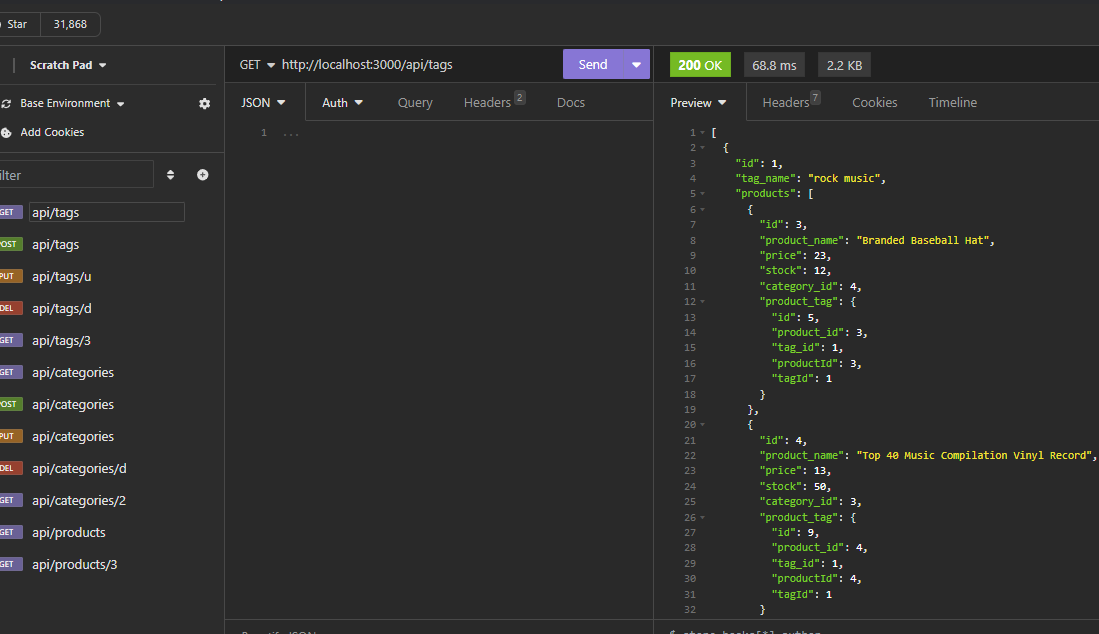 Star 31,868
Scratch Pad
Base Environment
Add Cookies
GET api/tags
POST api/tags
PUT api/tags/u
DEL api/tags/d
GET api/tags/3
GET api/categories
POST api/categories
PUT api/categories
DEL api/categories/d
GET api/categories/2
GET api/products
GET api/products/3
GET http://localhost:3000/api/tags Send
JSON Auth Query Headers 2 Docs
1 ...
200 OK 68.8 ms 2.2 KB
Preview Headers 7 Cookies Timeline
1 [
2 {
3 "id": 1,
4 "tag_name": "rock music",
5 "products": [
6 {
7 "id": 3,
8 "product_name": "Branded Baseball Hat",
9 "price": 23,
10 "stock": 12,
11 "category_id": 4,
12 "product_tag": {
13 "id": 5,
14 "product_id": 3,
15 "tag_id": 1,
16 "productId": 3,
17 "tagId": 1
18 }
19 },
20 {
21 "id": 4,
22 "product_name": "Top 40 Music Compilation Vinyl Record",
23 "price": 13,
24 "stock": 50,
25 "category_id": 3,
26 "product_tag": {
27 "id": 9,
28 "product_id": 4,
29 "tag_id": 1,
30 "productId": 4,
31 "tagId": 1
32 }